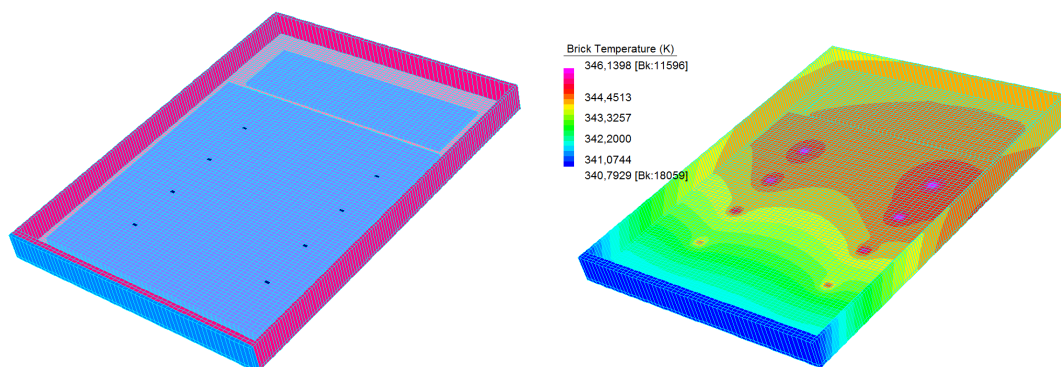 Brick Temperature (K)
346,1398 [Bk:11596]
344,4513
343,3257
342,2000
341,0744
340,7929 [Bk:18059]